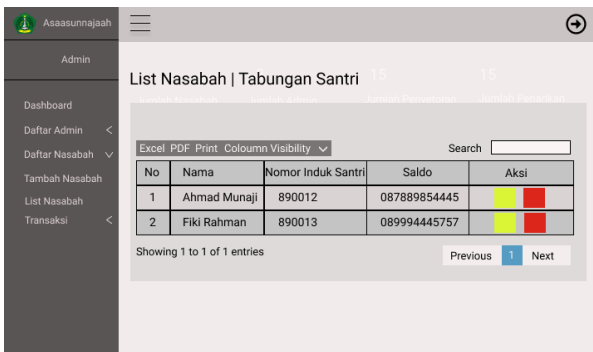 Asaasunnajaah
Admin
Dashboard
Daftar Admin <
Daftar Nasabah
Tambah Nasabah
List Nasabah
Transaksi <
List Nasabah | Tabungan Santri
15 15
Jumlah Penyetoran Jumlah Penarikan
Excel PDF Print Coloumn Visibility
Search
No Nama Nomor Induk Santri Saldo Aksi
1 Ahmad Munaji 890012 087889854445
2 Fiki Rahman 890013 089994445757
Showing 1 to 1 of 1 entries
Previous 1 Next